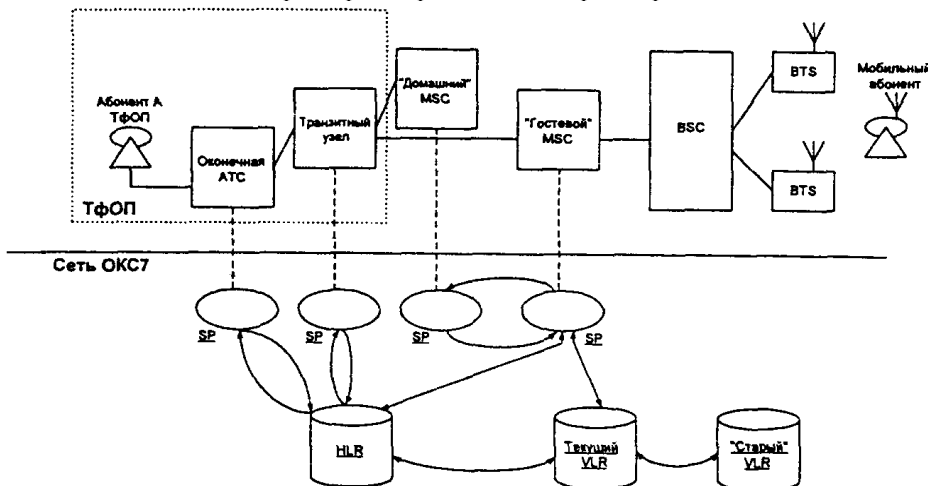 Абонент А
ТфОП
Оконечная
АТС
ТфОП
Транзитный
узел
"Домашний"
MSC
"Гостевой"
MSC
BSC
BTS
BTS
Мобильный
абонент
Сеть ОКС7
SP
SP
SP
SP
HLR
Текущий
VLR
"Старый"
VLR